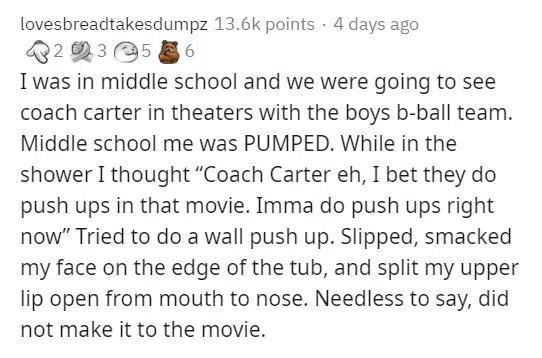 lovesbreadtakesdumpz 13.6k points · 4 days ago
2 3 5 6
I was in middle school and we were going to see
coach carter in theaters with the boys b-ball team.
Middle school me was PUMPED. While in the
shower I thought “Coach Carter eh, I bet they do
push ups in that movie. Imma do push ups right
now” Tried to do a wall push up. Slipped, smacked
my face on the edge of the tub, and split my upper
lip open from mouth to nose. Needless to say, did
not make it to the movie.